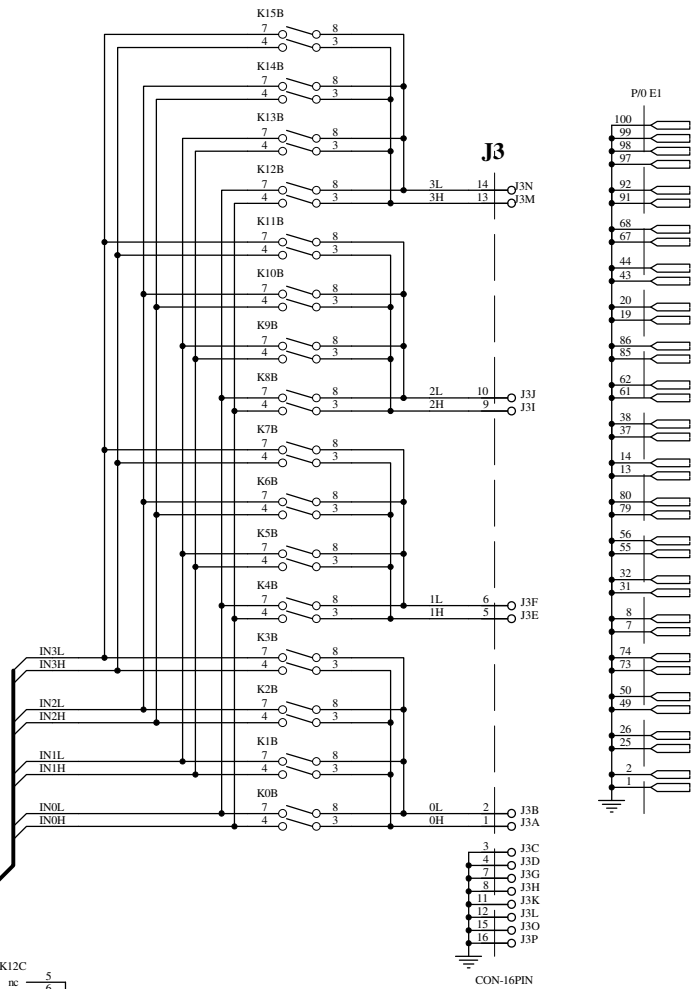 K15B
7 8
4 3
K14B
7 8
4 3
K13B
7 8
4 3
K12B
7 8 3L 14 J3N
4 3 3H 13 J3M
K11B
7 8
4 3
K10B
7 8
4 3
K9B
7 8
4 3
K8B
7 8 2L 10 J3J
4 3 2H 9 J3I
K7B
7 8
4 3
K6B
7 8
4 3
K5B
7 8
4 3
K4B
7 8 1L 6 J3F
4 3 1H 5 J3E
K3B
IN3L 7 8
IN3H 4 3
K2B
IN2L 7 8
IN2H 4 3
K1B
IN1L 7 8
IN1H 4 3
K0B
IN0L 7 8 0L 2 J3B
IN0H 4 3 0H 1 J3A
J3
3 J3C
4 J3D
7 J3G
8 J3H
11 J3K
12 J3L
15 J3O
16 J3P
CON-16PIN
K12C
nc 5
6
P/0 E1
100
99
98
97
92
91
68
67
44
43
20
19
86
85
62
61
38
37
14
13
80
79
56
55
32
31
8
7
74
73
50
49
26
25
2
1